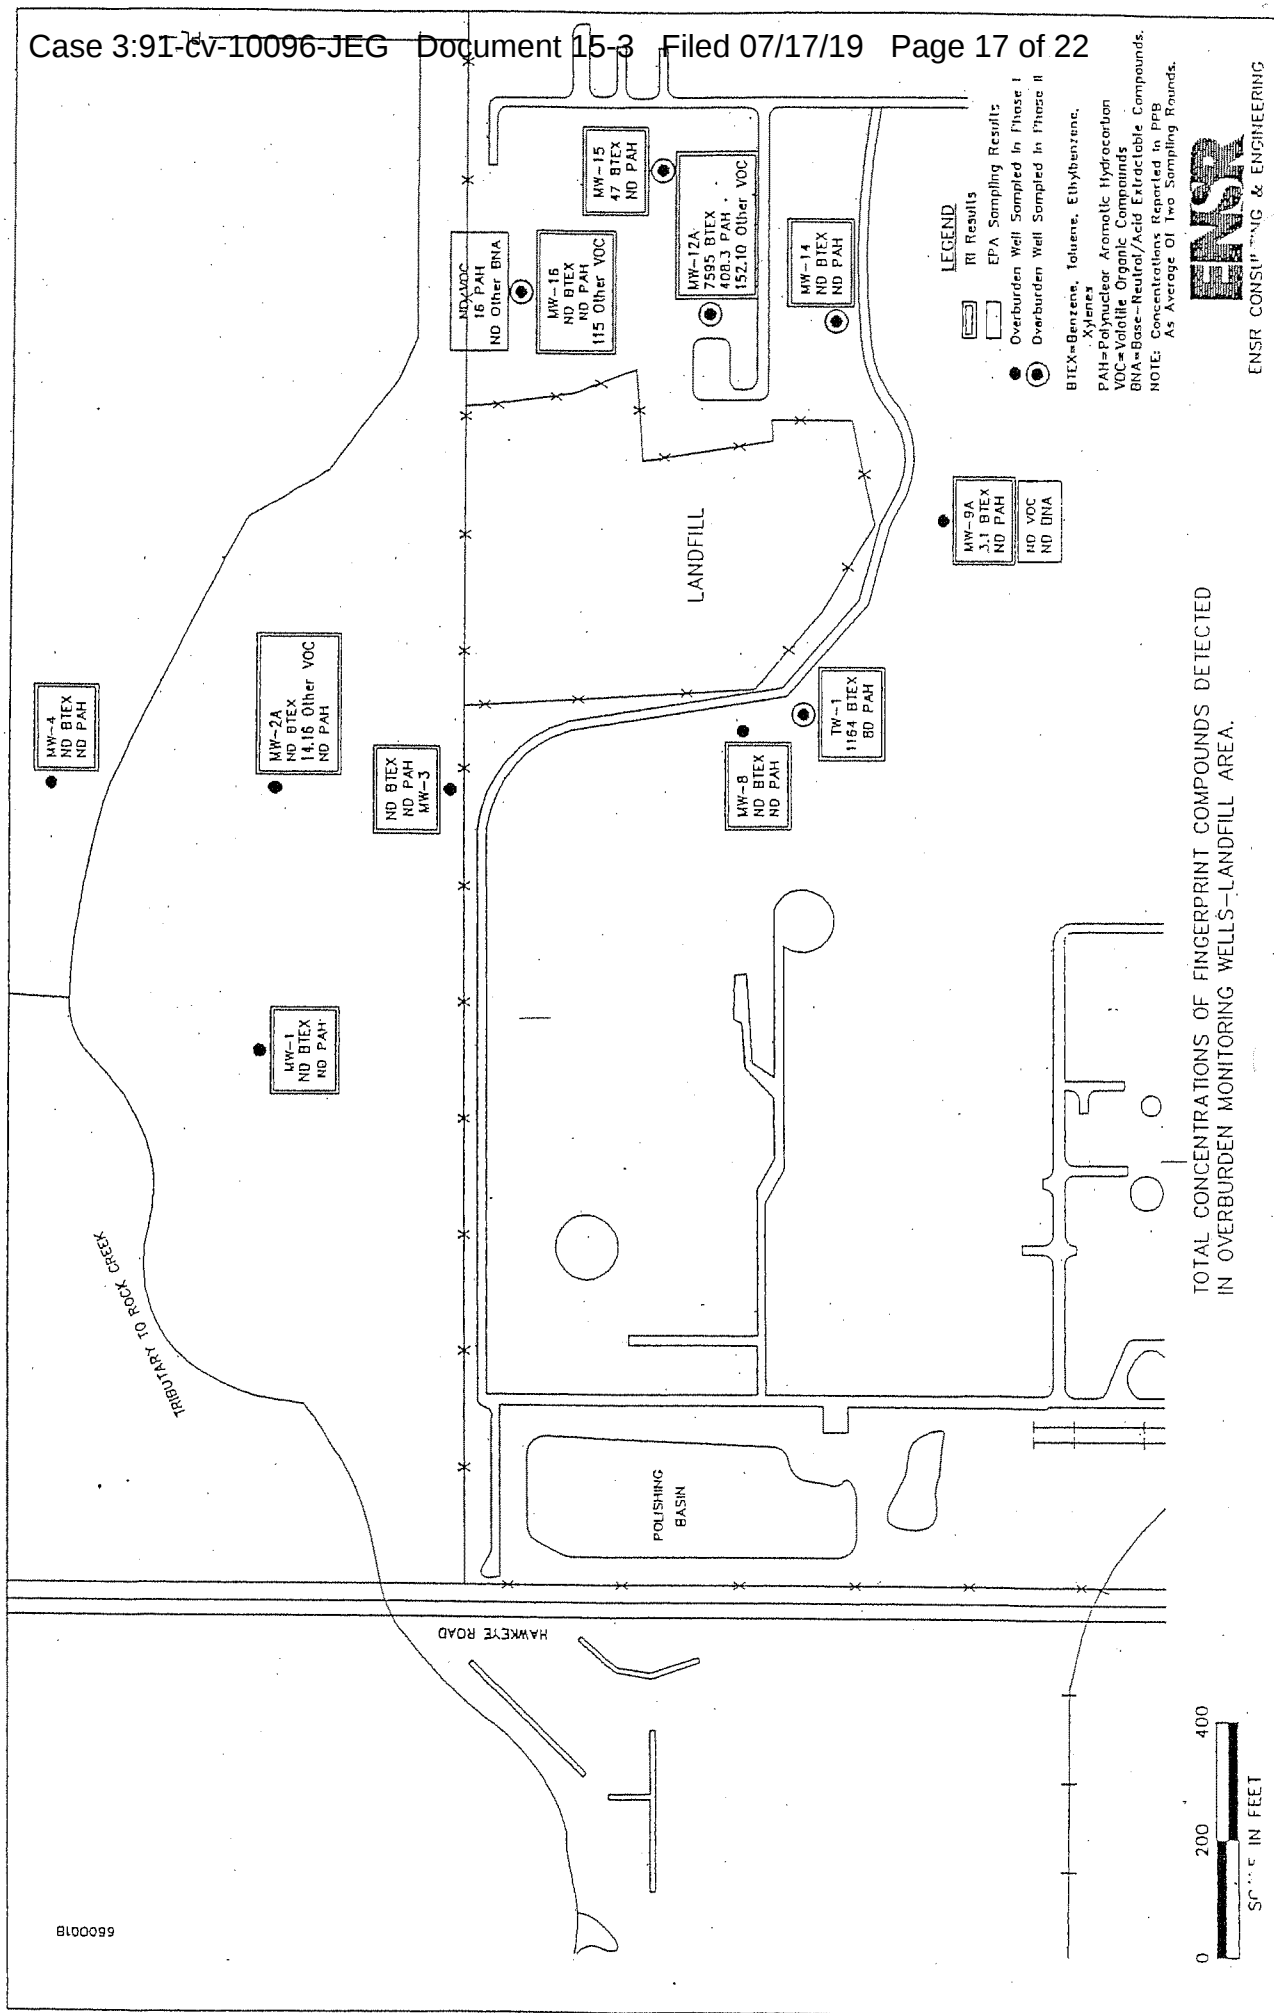 Case 3:91-cv-10096-JEG Document 15-3 Filed 07/17/19 Page 17 of 22
MW-4
ND BTEX
ND PAH
MW-2A
ND BTEX
14.16 Other VOC
ND PAH
ND BTEX
ND PAH
MW-3
MW-1
ND BTEX
ND PAH
TRIBUTARY TO ROCK CREEK
ND VOC
16 PAH
ND Other BNA
MW-16
ND BTEX
ND PAH
115 Other VOC
MW-15
47 BTEX
ND PAH
MW-12A
7595 BTEX
408.3 PAH
152.10 Other VOC
MW-14
ND BTEX
ND PAH
LANDFILL
MW-8
ND BTEX
ND PAH
TW-1
1164 BTEX
80 PAH
MW-9A
3.1 BTEX
ND PAH
ND VOC
ND BNA
POLISHING
BASIN
HAWKEYE ROAD
6800Q18
LEGEND
RI Results
EPA Sampling Results
Overburden Well Sampled In Phase I
Overburden Well Sampled In Phase II
BTEX=Benzene, Toluene, Ethylbenzene,
Xylenes
PAH=Polynuclear Aromatic Hydrocarbon
VOC=Volatile Organic Compounds
BNA=Base-Neutral/Acid Extractable Compounds.
NOTE: Concentrations Reported In PPB
As Average Of Two Sampling Rounds.
ENSR
ENSR CONSULTING & ENGINEERING
TOTAL CONCENTRATIONS OF FINGERPRINT COMPOUNDS DETECTED
IN OVERBURDEN MONITORING WELLS-LANDFILL AREA.
0 200 400
SCALE IN FEET